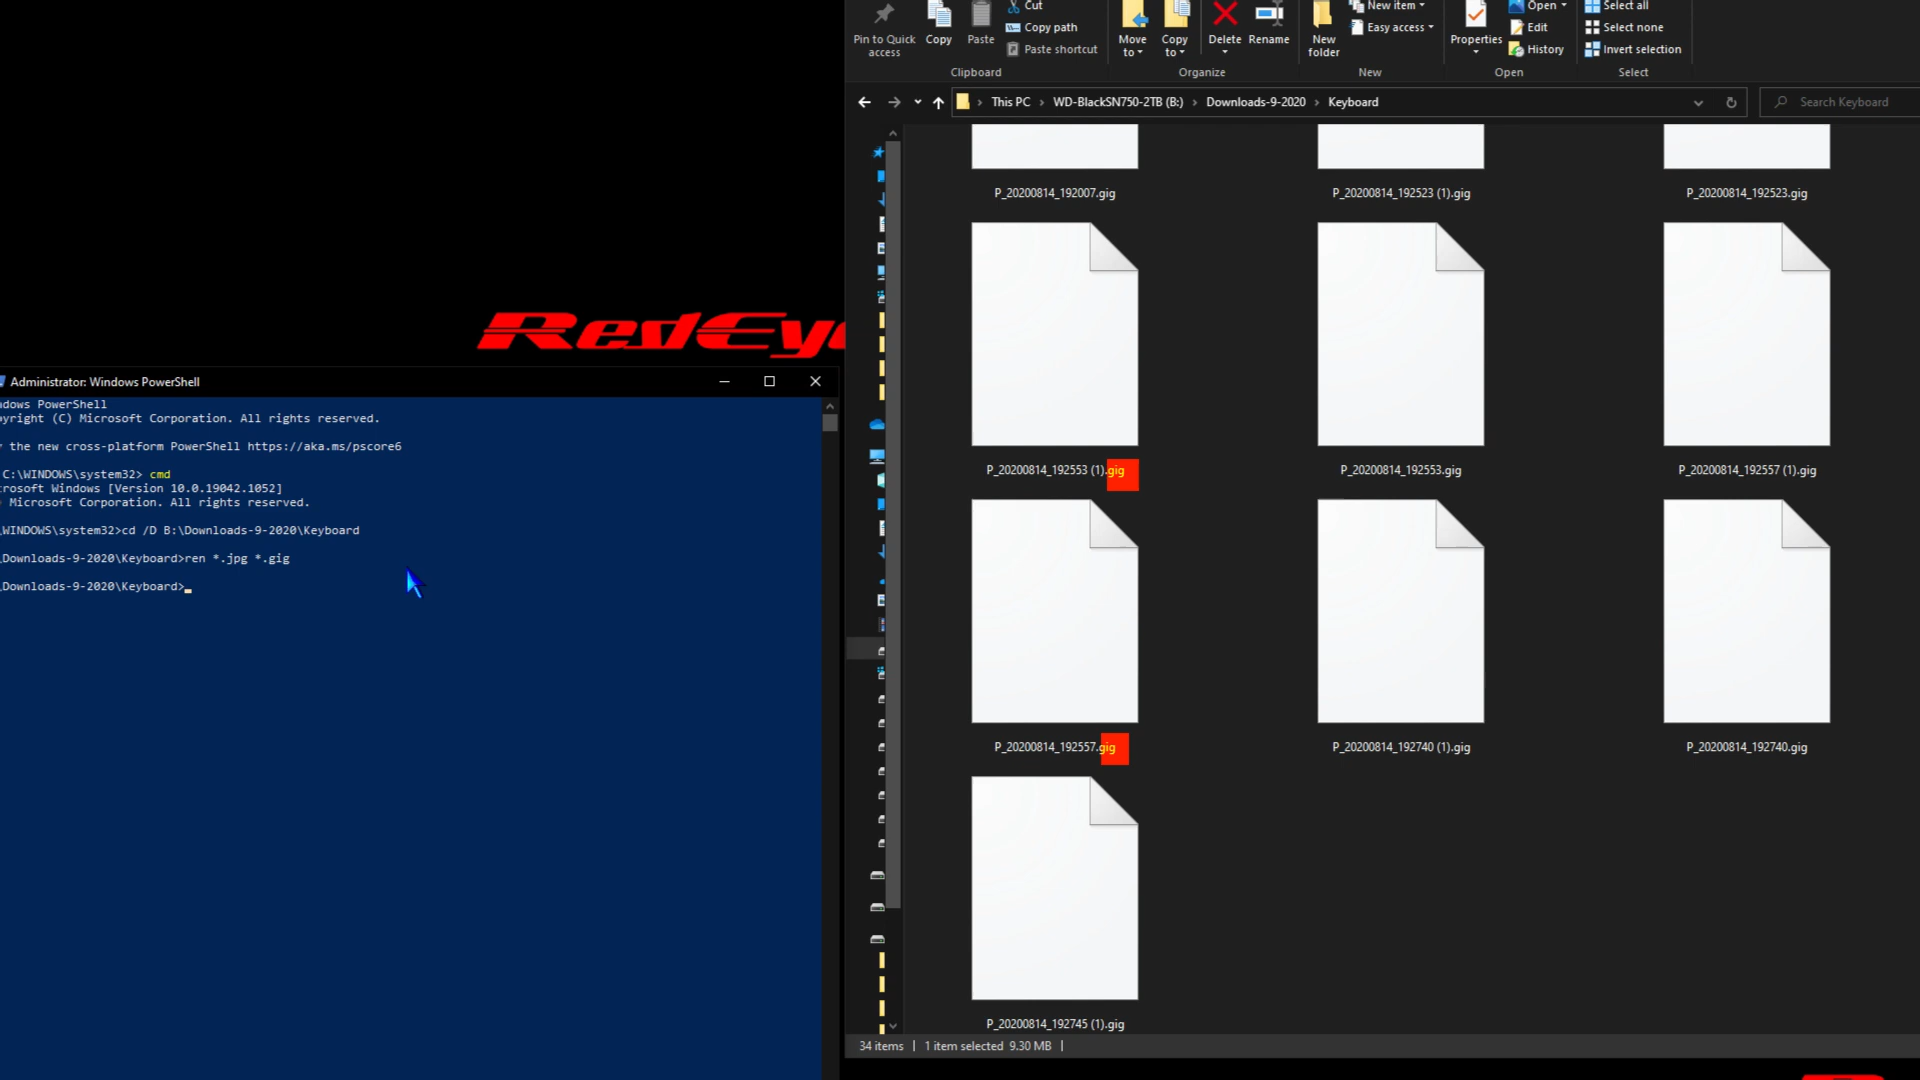 Cut
Copy path
Paste shortcut
Pin to Quick access
Copy
Paste
Clipboard
Move to
Copy to
Delete
Rename
Organize
New folder
New item
Easy access
New
Properties
Open
Edit
History
Open
Select all
Select none
Invert selection
Select
This PC › WD-BlackSN750-2TB (B:) › Downloads-9-2020 › Keyboard
Search Keyboard
P_20200814_192007.gig
P_20200814_192523 (1).gig
P_20200814_192523.gig
P_20200814_192553 (1).gig
P_20200814_192553.gig
P_20200814_192557 (1).gig
P_20200814_192557.gig
P_20200814_192740 (1).gig
P_20200814_192740.gig
P_20200814_192745 (1).gig
34 items | 1 item selected 9.30 MB |
RedEy
Administrator: Windows PowerShell
dows PowerShell
yright (C) Microsoft Corporation. All rights reserved.
the new cross-platform PowerShell https://aka.ms/pscore6
C:\WINDOWS\system32> cmd
rosoft Windows [Version 10.0.19042.1052]
Microsoft Corporation. All rights reserved.
\WINDOWS\system32>cd /D B:\Downloads-9-2020\Keyboard
\Downloads-9-2020\Keyboard>ren *.jpg *.gig
\Downloads-9-2020\Keyboard>